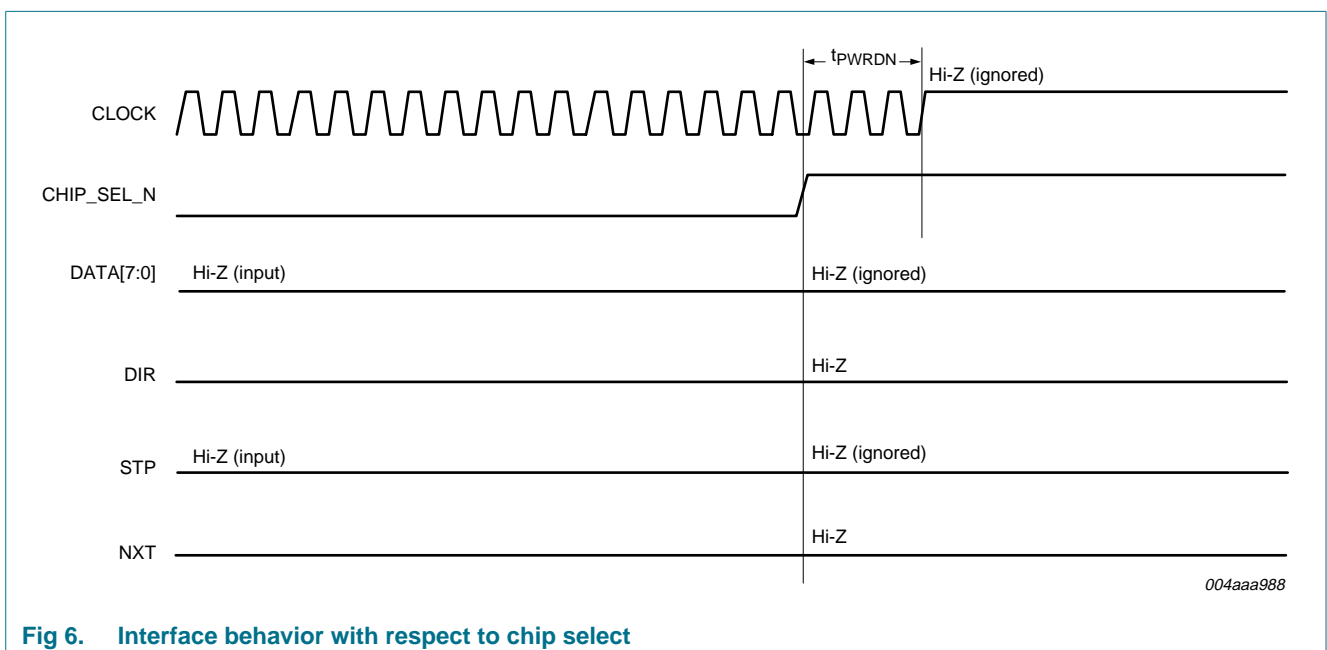 tPWRDN
Hi-Z (ignored)
CLOCK
CHIP_SEL_N
DATA[7:0] Hi-Z (input) Hi-Z (ignored)
DIR Hi-Z
STP Hi-Z (input) Hi-Z (ignored)
NXT Hi-Z
004aaa988
Fig 6. Interface behavior with respect to chip select